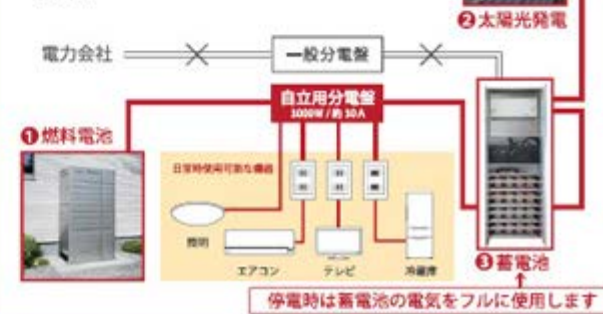 ❷太陽光発電
電力会社
一般分電盤
自立用分電盤
3000W/約30A
❶燃料電池
日常時使用可能な機器
照明
エアコン
テレビ
冷蔵庫
❸蓄電池
停電時は蓄電池の電気をフルに使用します